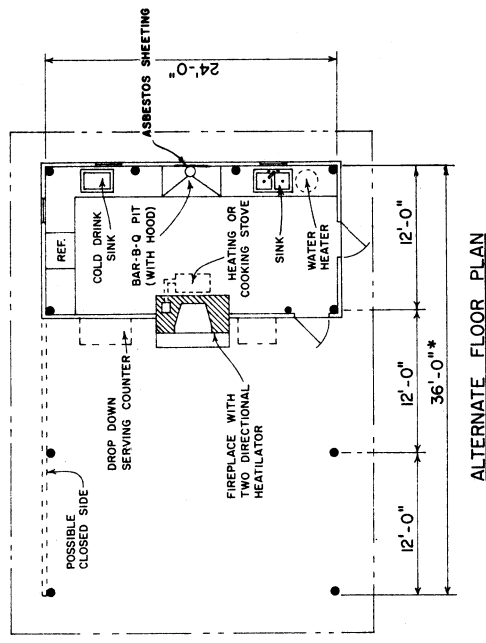 POSSIBLE
CLOSED SIDE
DROP DOWN
SERVING COUNTER
FIREPLACE WITH
TWO DIRECTIONAL
HEATILATOR
REF.
COLD DRINK
SINK
BAR-B-Q PIT
(WITH HOOD)
HEATING OR
COOKING STOVE
SINK
WATER
HEATER
ASBESTOS SHEETING
24'-0"
12'-0"
12'-0"
12'-0"
36'-0"*
ALTERNATE FLOOR PLAN